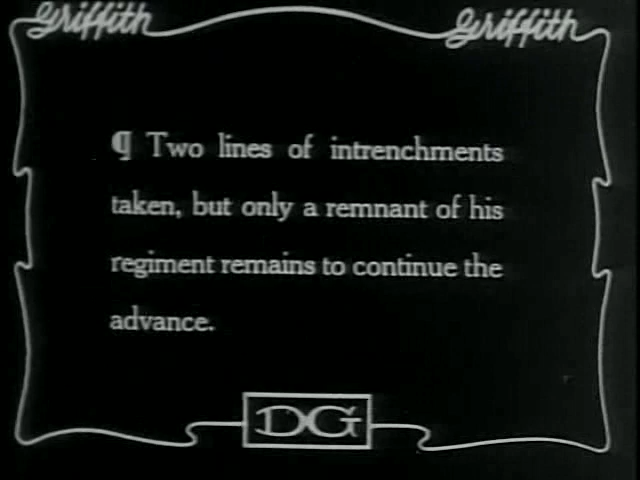 Griffith Griffith
¶ Two lines of intrenchments
taken, but only a remnant of his
regiment remains to continue the
advance.
DG